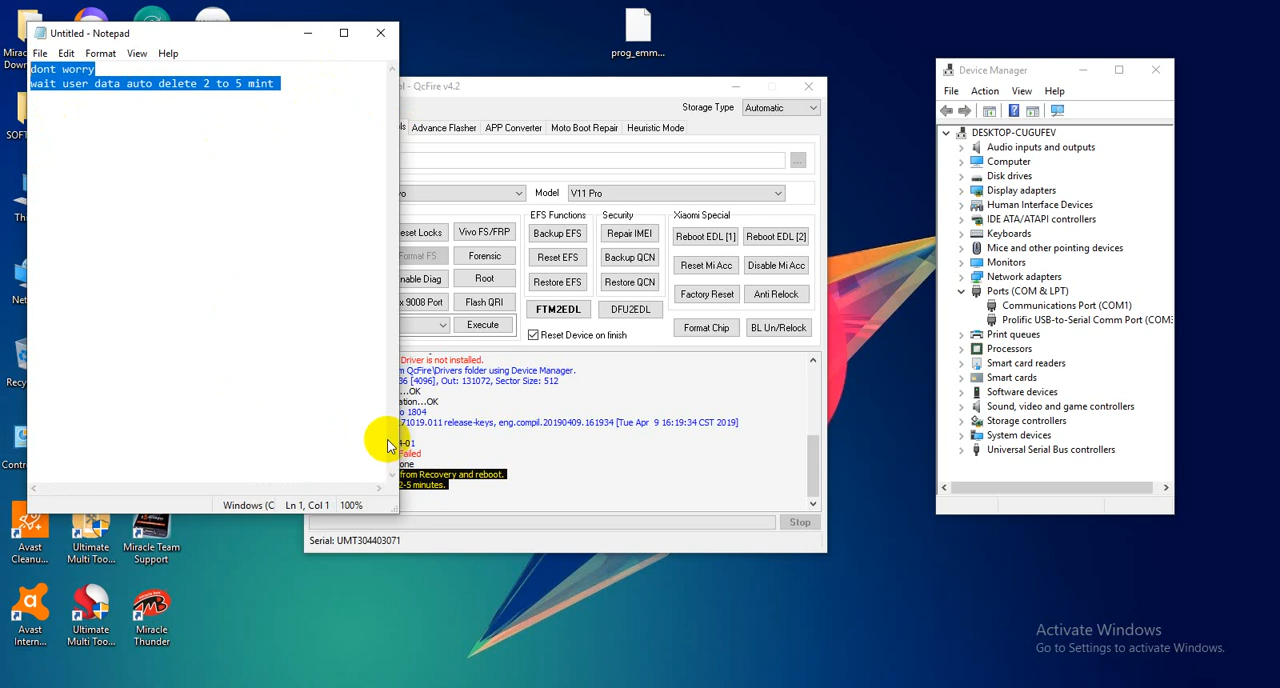 Untitled - Notepad
File Edit Format View Help
dont worry
wait user data auto delete 2 to 5 mint
Windows (C Ln 1, Col 1 100%
prog_emm...
- QcFire v4.2
Storage Type Automatic
Advance Flasher APP Converter Moto Boot Repair Heuristic Mode
...
Model V11 Pro
EFS Functions Security Xiaomi Special
Vivo FS/FRP Backup EFS Repair IMEI Reboot EDL [1] Reboot EDL [2]
Forensic Reset EFS Backup QCN Reset Mi Acc Disable Mi Acc
Root Restore EFS Restore QCN
Flash QRI FTM2EDL DFU2EDL Factory Reset Anti Relock
Execute Reset Device on finish Format Chip BL Un/Relock
Driver is not installed.
QcFire\Drivers folder using Device Manager.
[4096], Out: 131072, Sector Size: 512
...OK
...OK
1804
71019.011 release-keys, eng.compil.20190409.161934 [Tue Apr 9 16:19:34 CST 2019]
4-01
Failed
from Recovery and reboot.
2-5 minutes.
Stop
Serial: UMT304403071
Device Manager
File Action View Help
DESKTOP-CUGUFEV
Audio inputs and outputs
Computer
Disk drives
Display adapters
Human Interface Devices
IDE ATA/ATAPI controllers
Keyboards
Mice and other pointing devices
Monitors
Network adapters
Ports (COM & LPT)
Communications Port (COM1)
Prolific USB-to-Serial Comm Port (COM
Print queues
Processors
Smart card readers
Smart cards
Software devices
Sound, video and game controllers
Storage controllers
System devices
Universal Serial Bus controllers
Avast Cleanu...
Ultimate Multi Too...
Miracle Team Support
Avast Intern...
Ultimate Multi Too...
Miracle Thunder
Activate Windows
Go to Settings to activate Windows.